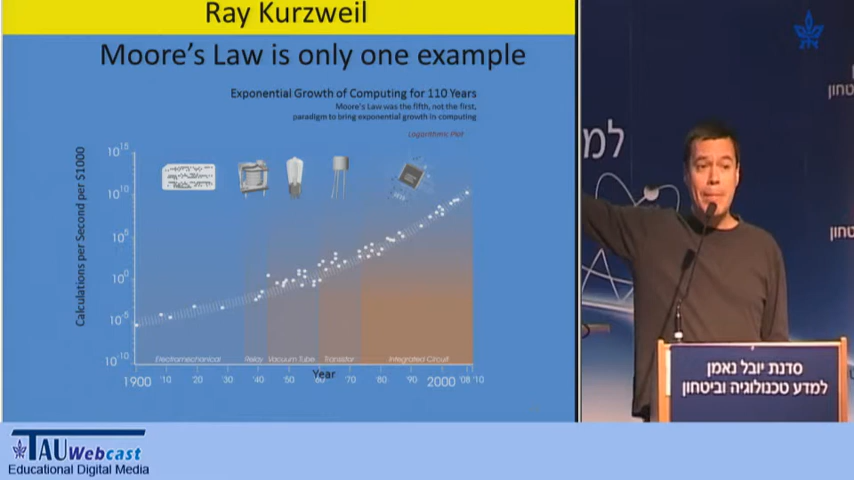 Ray Kurzweil
Moore's Law is only one example
Exponential Growth of Computing for 110 Years
Moore's Law was the fifth, not the first,
paradigm to bring exponential growth in computing
Logarithmic Plot
Calculations per Second per $1000
10^15
10^10
10^5
10^0
10^-5
10^-10
Electromechanical Relay Vacuum Tube Transistor Integrated Circuit
1900 '10 20 '30 '40 '50 '60 '70 '80 '90 2000 '08 '10
Year
למ
סדנת יובל נאמן
למדע טכנולוגיה וביטחון
TAU Webcast
Educational Digital Media